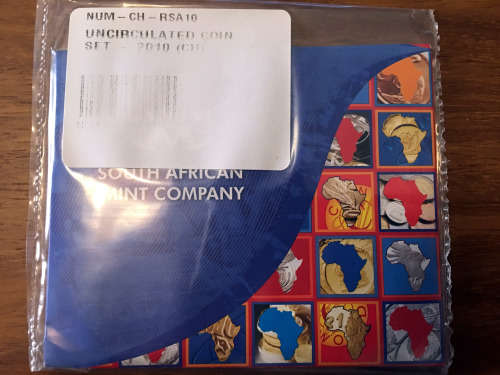 NUM-CH-RSA10
UNCIRCULATED COIN
SET - 2010 (CH)
SOUTH AFRICAN
MINT COMPANY